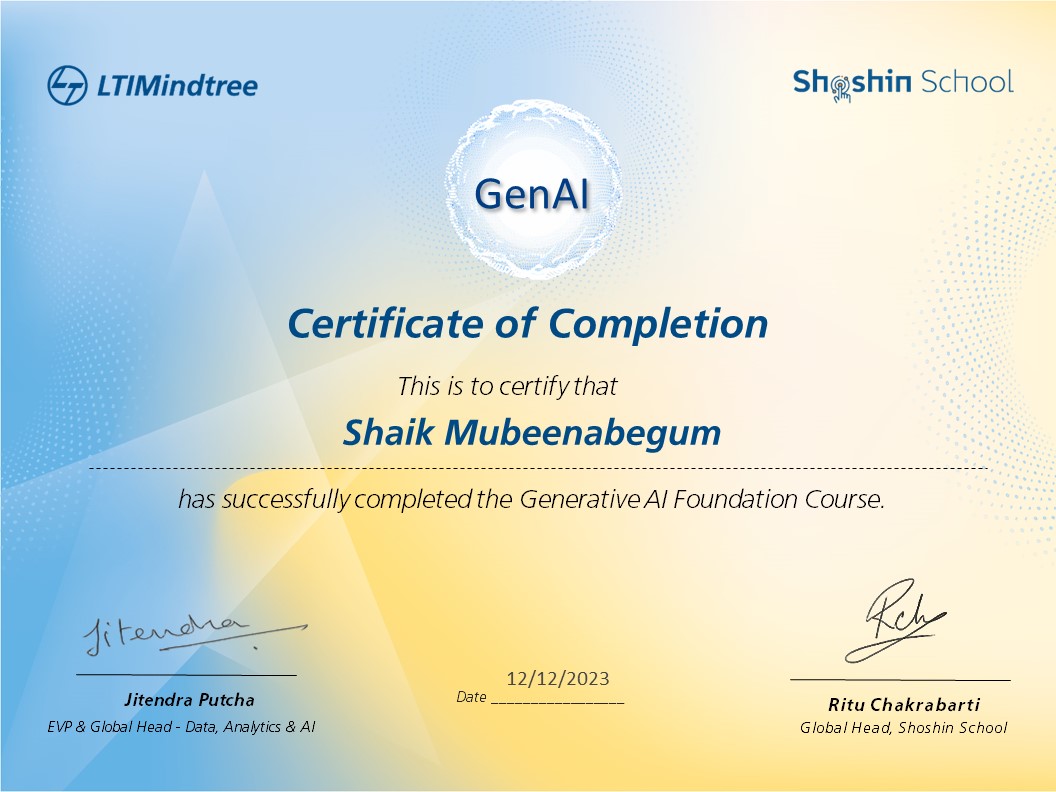 LTIMindtree
Shoshin School
GenAI
Certificate of Completion
This is to certify that
Shaik Mubeenabegum
has successfully completed the Generative AI Foundation Course.
Jitendra
Rch
12/12/2023
Date
Jitendra Putcha
EVP & Global Head - Data, Analytics & AI
Ritu Chakrabarti
Global Head, Shoshin School